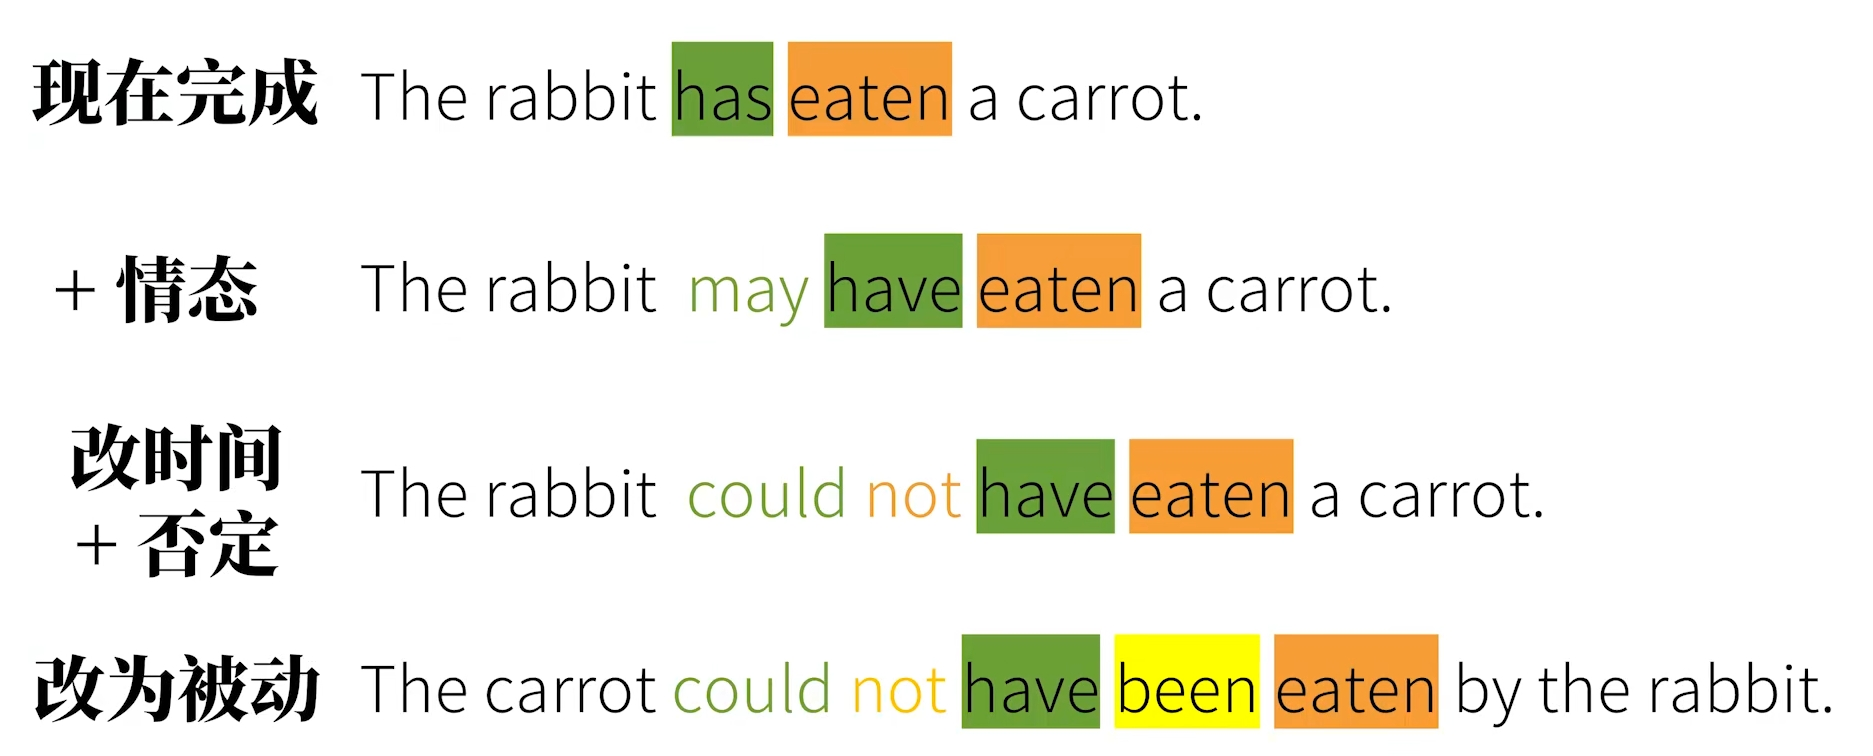 现在完成 The rabbit has eaten a carrot.
+ 情态 The rabbit may have eaten a carrot.
改时间
+ 否定 The rabbit could not have eaten a carrot.
改为被动 The carrot could not have been eaten by the rabbit.